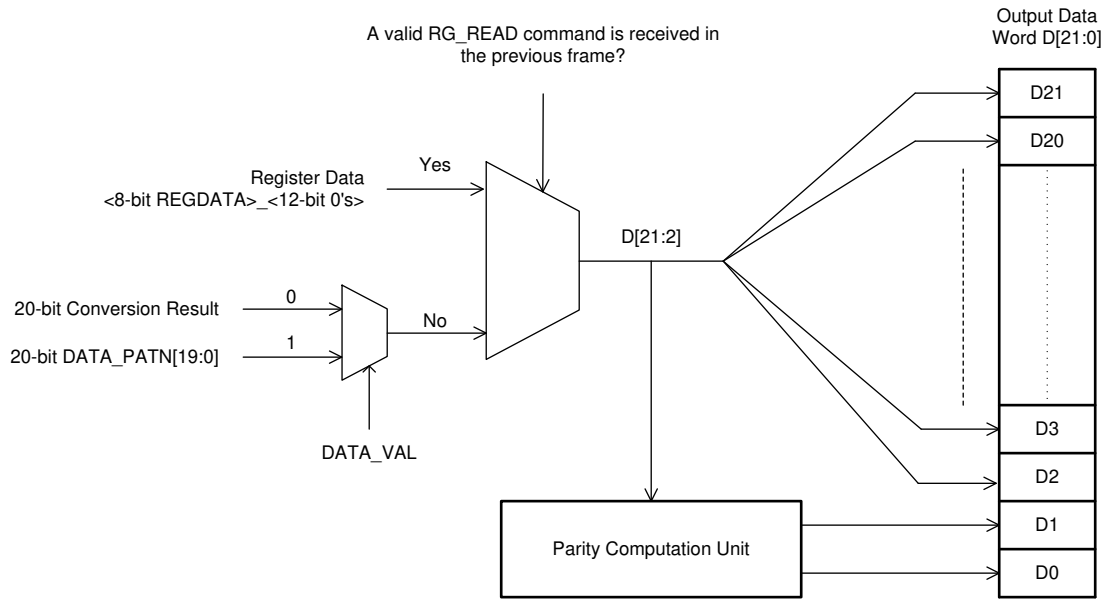 Output Data
Word D[21:0]
A valid RG_READ command is received in
the previous frame?
D21
D20
Yes
Register Data
<8-bit REGDATA>_<12-bit 0's>
D[21:2]
20-bit Conversion Result
0
No
20-bit DATA_PATN[19:0]
1
DATA_VAL
D3
D2
D1
Parity Computation Unit
D0